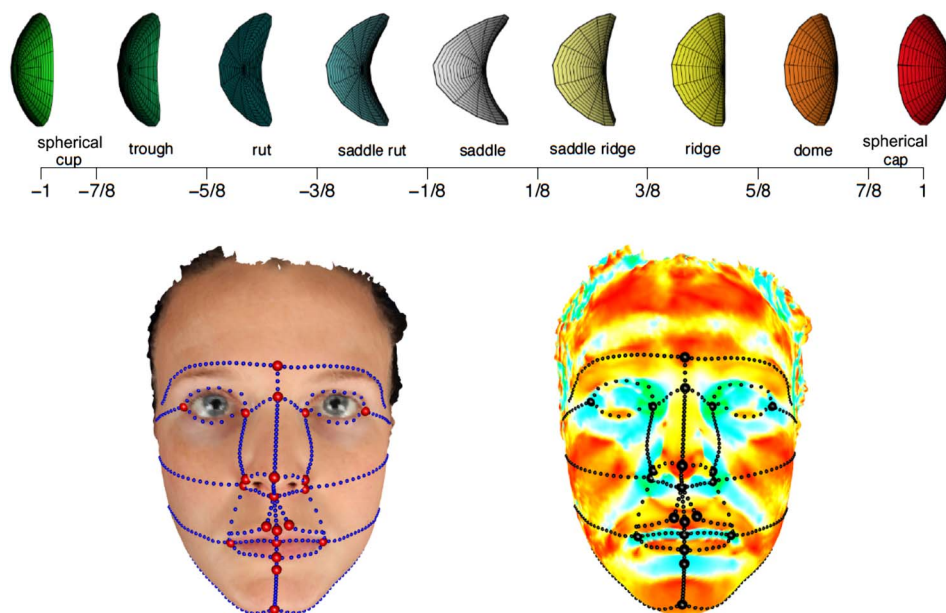 spherical cup
trough
rut
saddle rut
saddle
saddle ridge
ridge
dome
spherical cap
−1
−7/8
−5/8
−3/8
−1/8
1/8
3/8
5/8
7/8
1